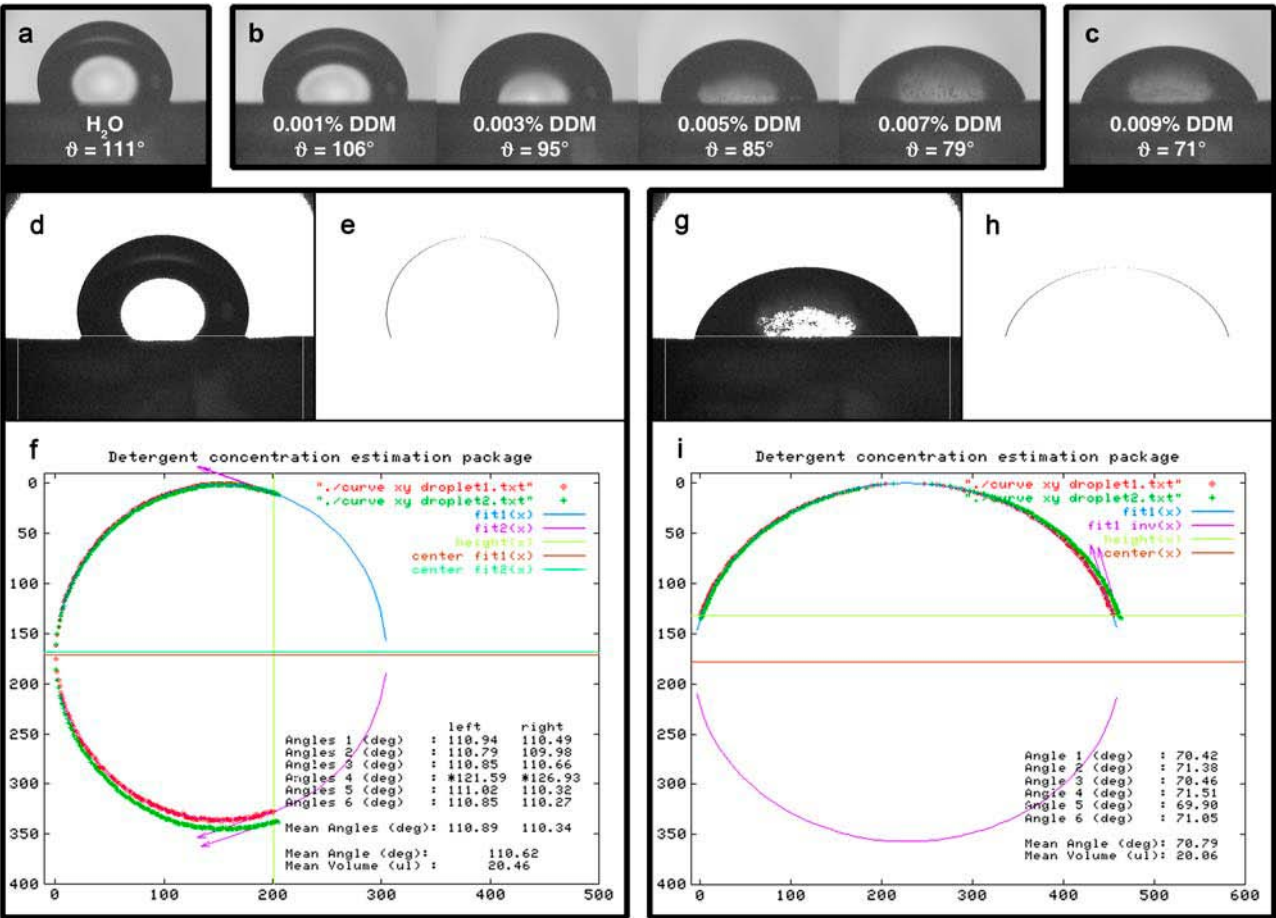 a
b
c
H2O
ϑ = 111°
0.001% DDM
ϑ = 106°
0.003% DDM
ϑ = 95°
0.005% DDM
ϑ = 85°
0.007% DDM
ϑ = 79°
0.009% DDM
ϑ = 71°
d
e
g
h
f
Detergent concentration estimation package
"./curve xy droplet1.txt"
"./curve xy droplet2.txt"
fit1(x)
fit2(x)
height(x)
center fit1(x)
center fit2(x)
0
50
100
150
200
250
300
350
400
left right
Angles 1 (deg) : 110.94 110.49
Angles 2 (deg) : 110.79 109.98
Angles 3 (deg) : 110.85 110.66
Angles 4 (deg) : *121.59 *126.93
Angles 5 (deg) : 111.02 110.32
Angles 6 (deg) : 110.85 110.27
Mean Angles (deg): 110.89 110.34
Mean Angle (deg): 110.62
Mean Volume (ul): 20.46
0 100 200 300 400 500
i
Detergent concentration estimation package
"./curve xy droplet1.txt"
"./curve xy droplet2.txt"
fit1(x)
fit1 inv(x)
height(x)
center(x)
0
50
100
150
200
250
300
350
400
Angle 1 (deg) : 70.42
Angle 2 (deg) : 71.38
Angle 3 (deg) : 70.46
Angle 4 (deg) : 71.51
Angle 5 (deg) : 69.90
Angle 6 (deg) : 71.05
Mean Angle (deg): 70.79
Mean Volume (ul): 20.06
0 100 200 300 400 500 600